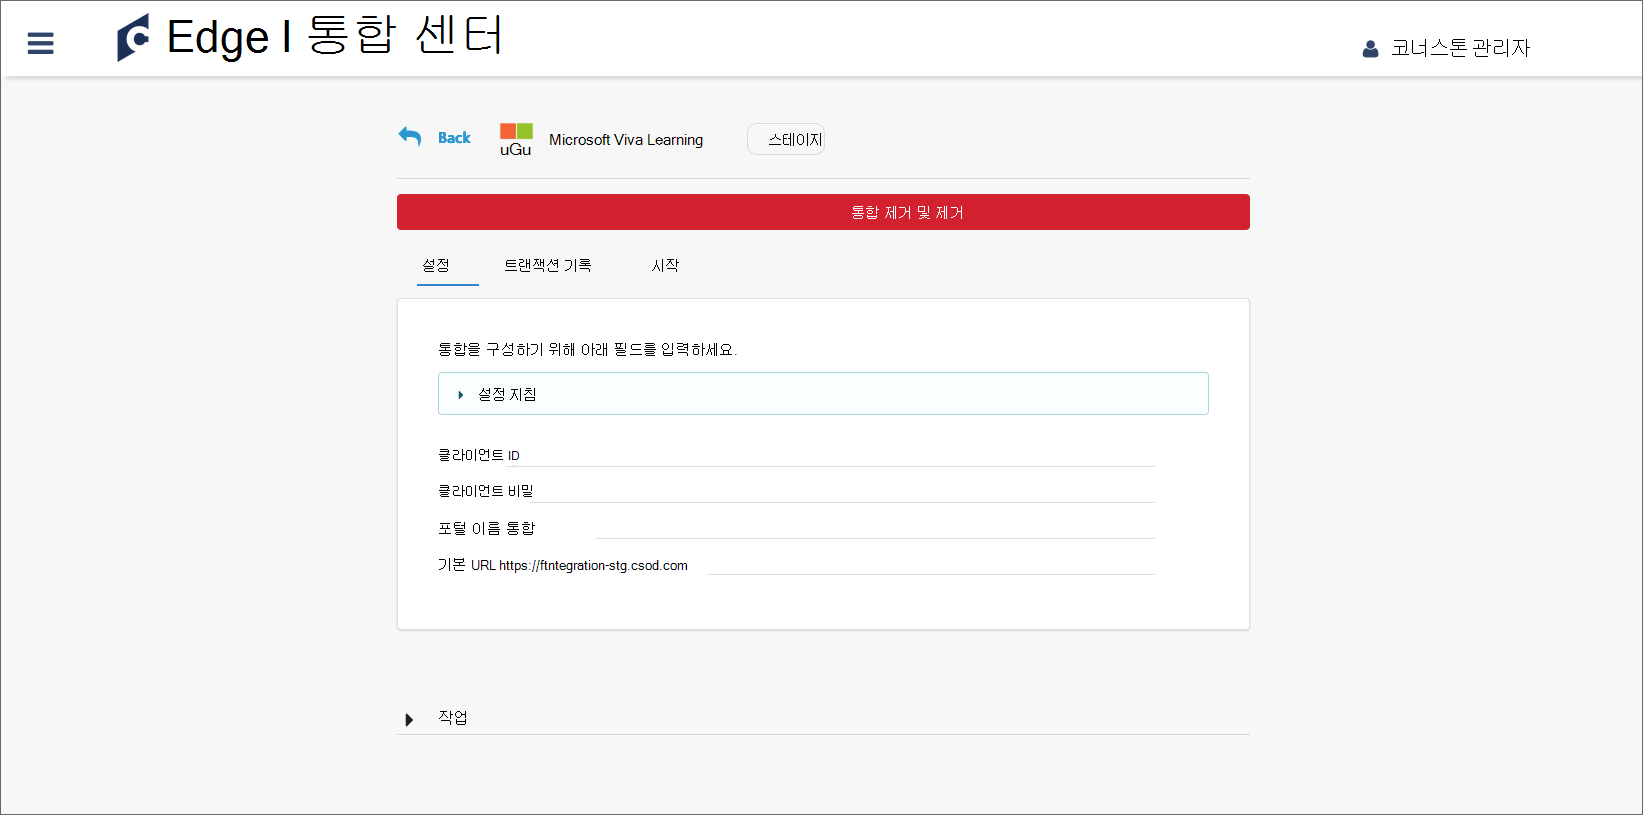 Edge I 통합 센터
코너스톤 관리자
Back
uGu
Microsoft Viva Learning
스테이지
통합 제거 및 제거
설정
트랜잭션 기록
시작
통합을 구성하기 위해 아래 필드를 입력하세요.
설정 지침
클라이언트 ID
클라이언트 비밀
포털 이름 통합
기본 URL https://ftntegration-stg.csod.com
작업